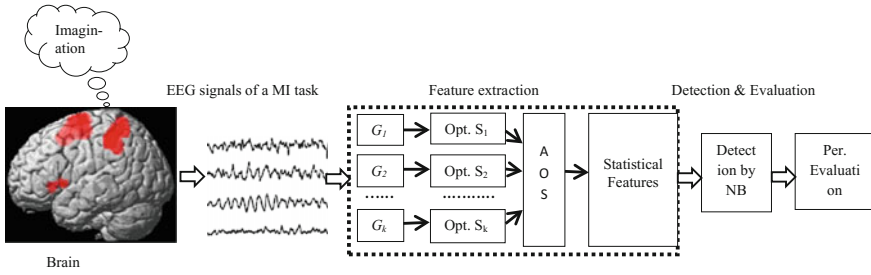 Imagin-
ation
EEG signals of a MI task
Feature extraction
Detection & Evaluation
G1
Opt. S1
G2
Opt. S2
......
..........
Gk
Opt. Sk
A
O
S
Statistical
Features
Detect
ion by
NB
Per.
Evaluati
on
Brain